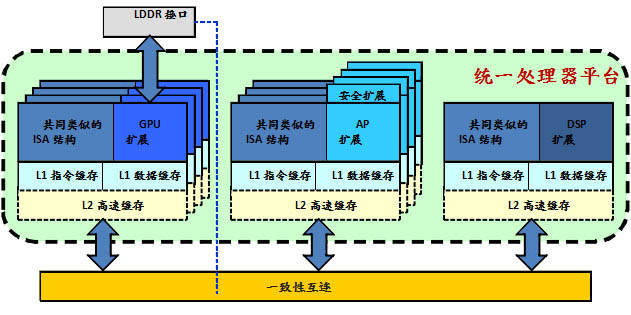 LDDR 接口
统一处理器平台
共同类似的
ISA 结构
GPU
扩展
L1 指令缓存
L1 数据缓存
L2 高速缓存
安全扩展
共同类似的
ISA 结构
AP
扩展
L1 指令缓存
L1 数据缓存
L2 高速缓存
共同类似的
ISA 结构
DSP
扩展
L1 指令缓存
L1 数据缓存
L2 高速缓存
一致性互连